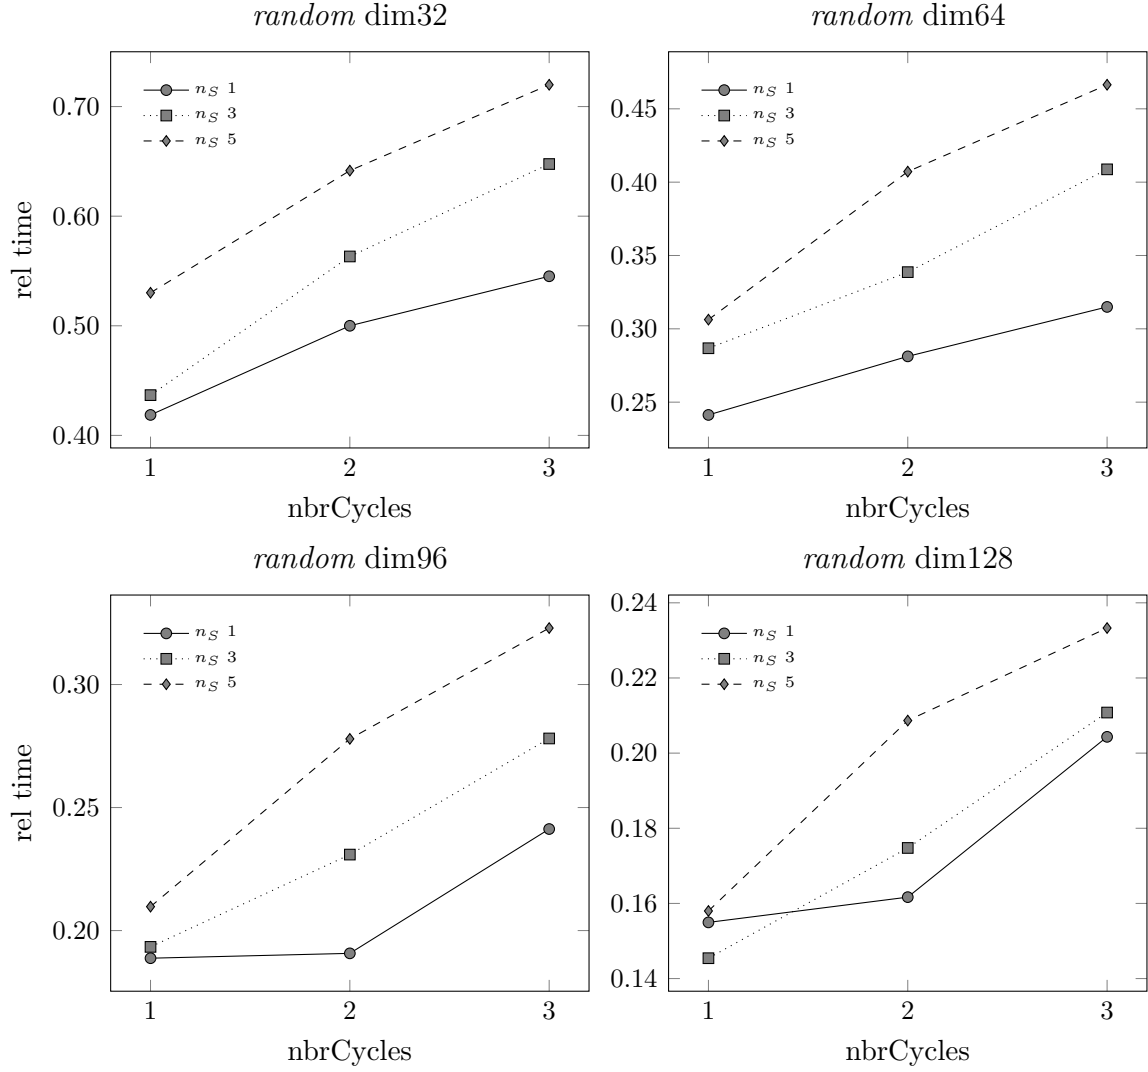 random dim32
0.70
0.60
0.50
0.40
rel time
n_S 1
n_S 3
n_S 5
1 2 3
nbrCycles
random dim64
0.45
0.40
0.35
0.30
0.25
n_S 1
n_S 3
n_S 5
1 2 3
nbrCycles
random dim96
0.30
0.25
0.20
rel time
n_S 1
n_S 3
n_S 5
1 2 3
nbrCycles
random dim128
0.24
0.22
0.20
0.18
0.16
0.14
n_S 1
n_S 3
n_S 5
1 2 3
nbrCycles